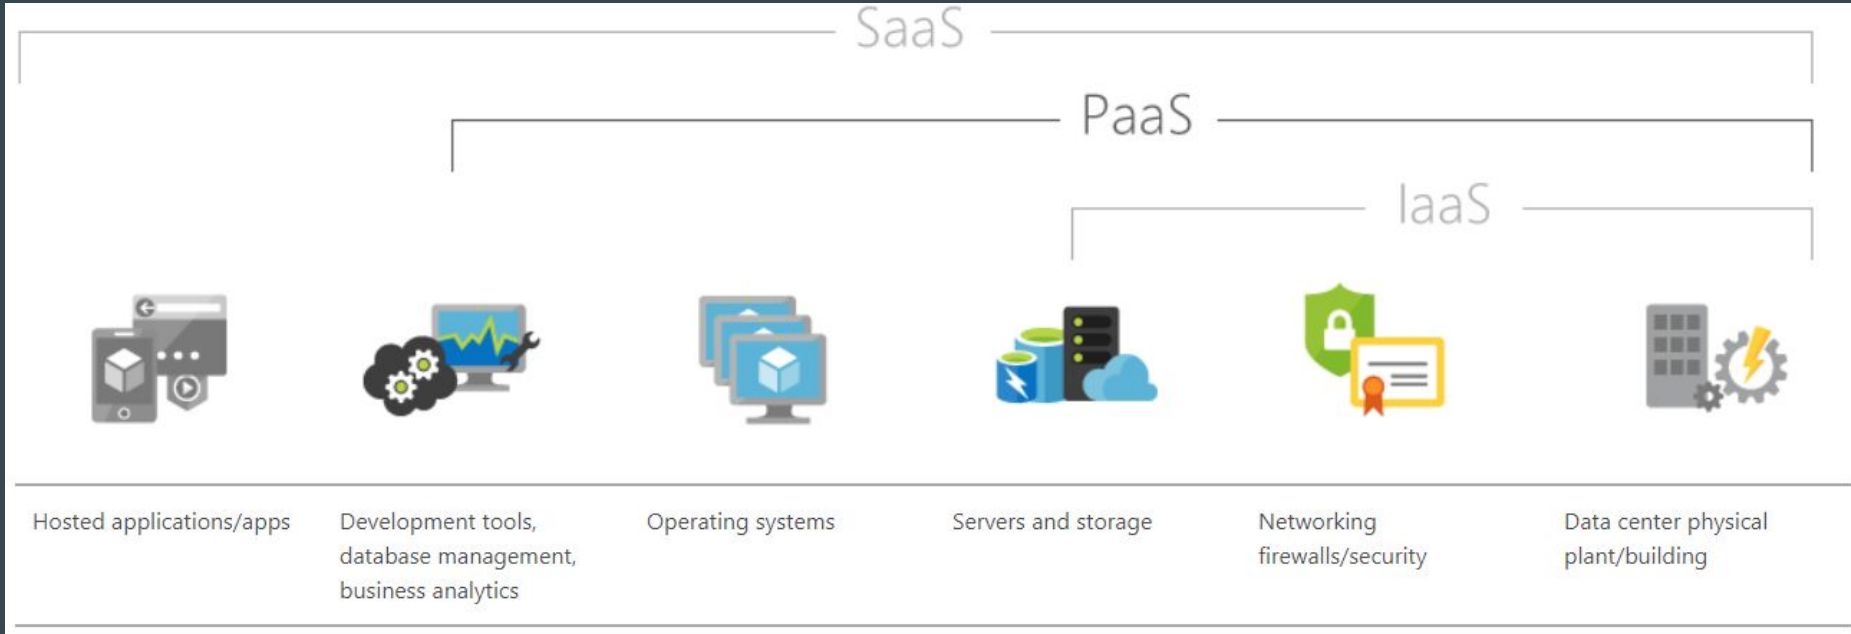 SaaS
PaaS
IaaS
Hosted applications/apps
Development tools,
database management,
business analytics
Operating systems
Servers and storage
Networking
firewalls/security
Data center physical
plant/building